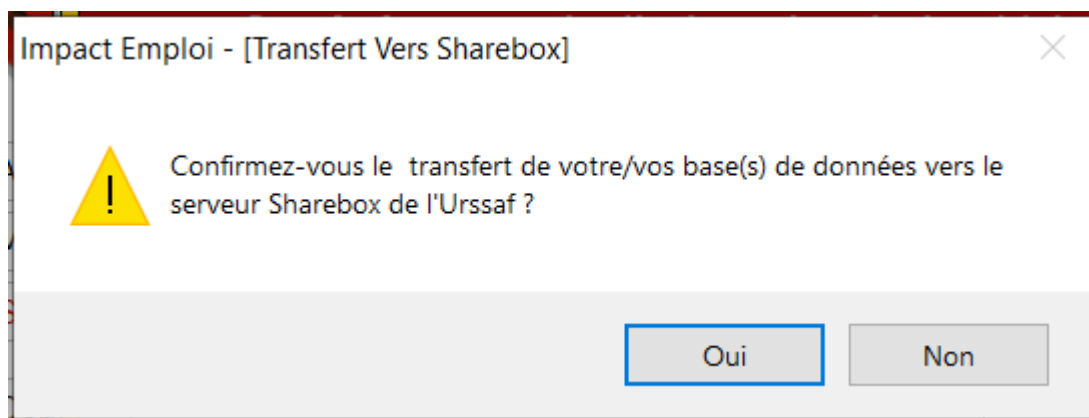 Impact Emploi - [Transfert Vers Sharebox]
Confirmez-vous le  transfert de votre/vos base(s) de données vers le
serveur Sharebox de l'Urssaf ?
Oui
Non